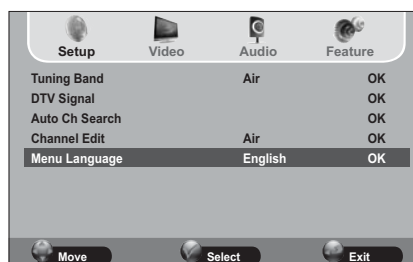 Setup Video Audio Feature
Tuning Band Air OK
DTV Signal OK
Auto Ch Search OK
Channel Edit Air OK
Menu Language English OK
Move Select Exit